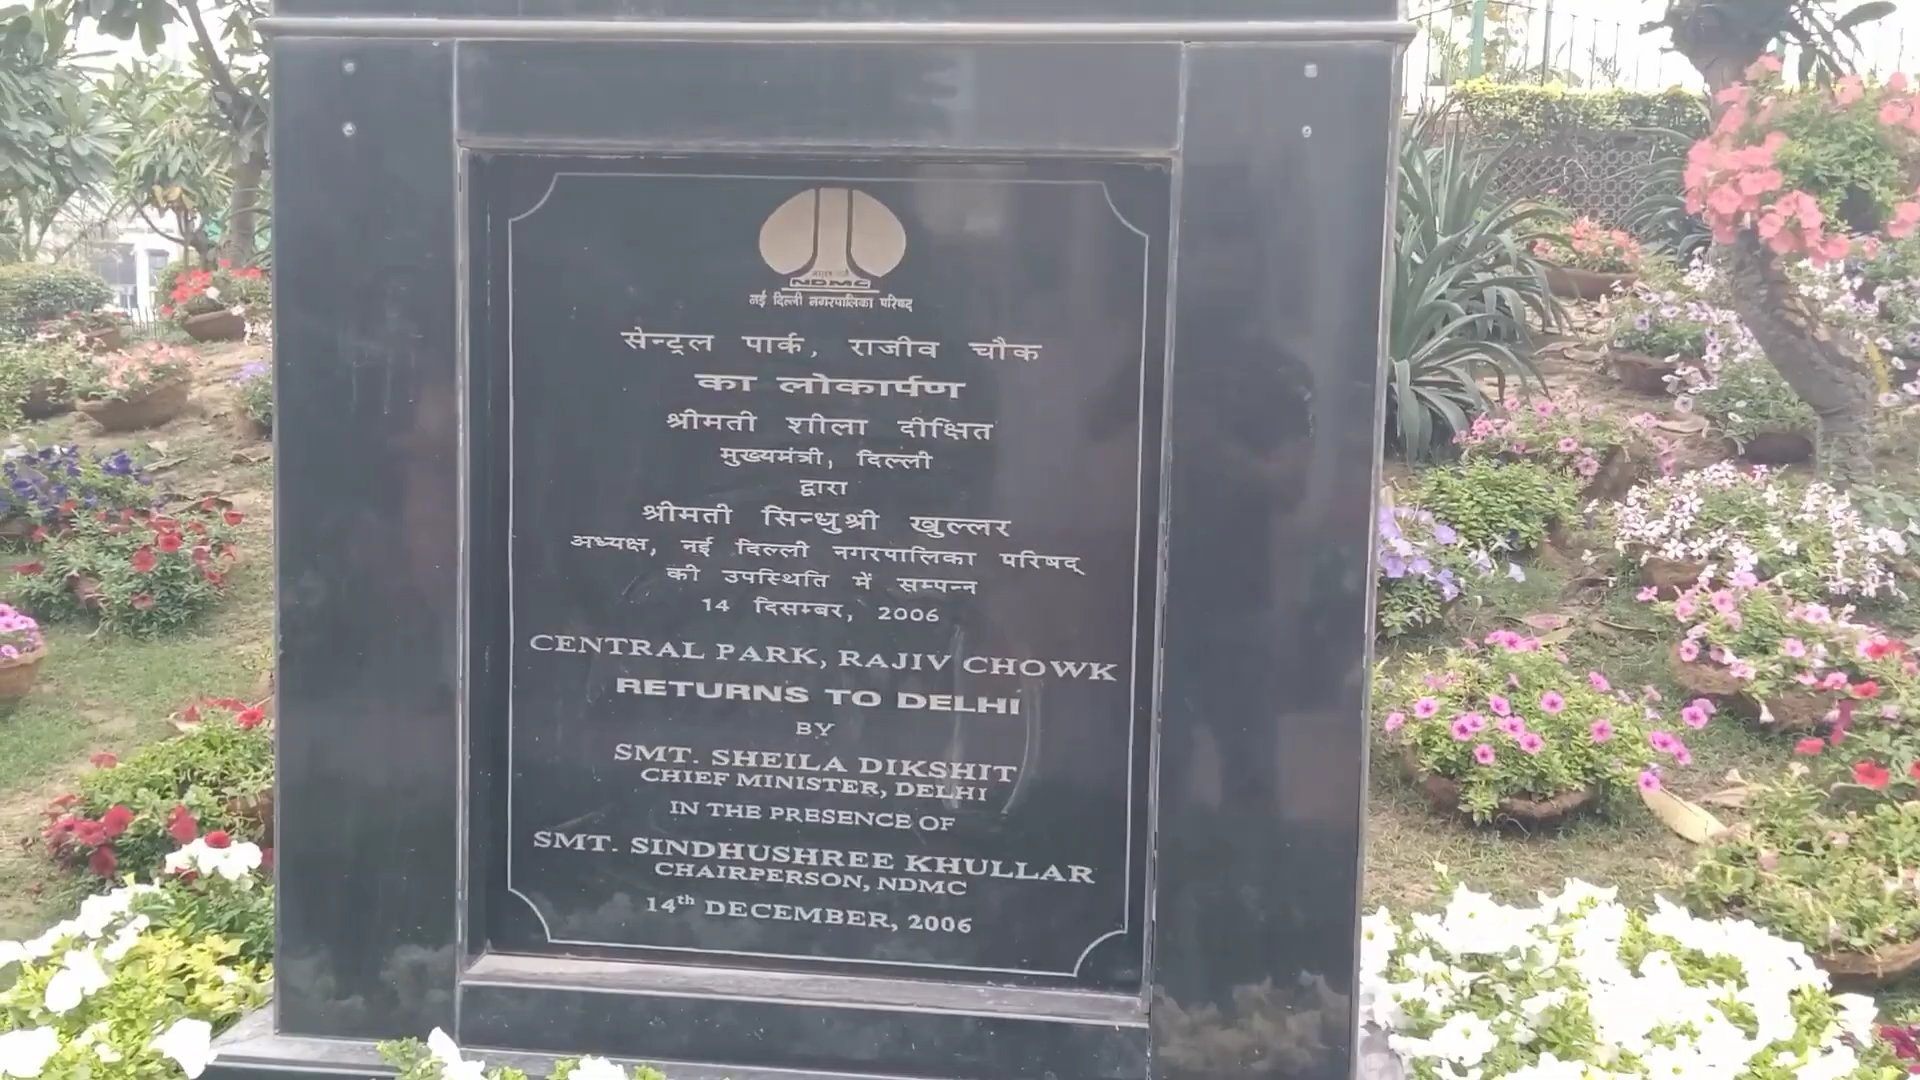 NDMC
नई दिल्ली नगरपालिका परिषद्
सेन्ट्रल पार्क, राजीव चौक
का लोकार्पण
श्रीमती शीला दीक्षित
मुख्यमंत्री, दिल्ली
द्वारा
श्रीमती सिन्धुश्री खुल्लर
अध्यक्ष, नई दिल्ली नगरपालिका परिषद्
की उपस्थिति में सम्पन्न
14 दिसम्बर, 2006
CENTRAL PARK, RAJIV CHOWK
RETURNS TO DELHI
BY
SMT. SHEILA DIKSHIT
CHIEF MINISTER, DELHI
IN THE PRESENCE OF
SMT. SINDHUSHREE KHULLAR
CHAIRPERSON, NDMC
14th DECEMBER, 2006